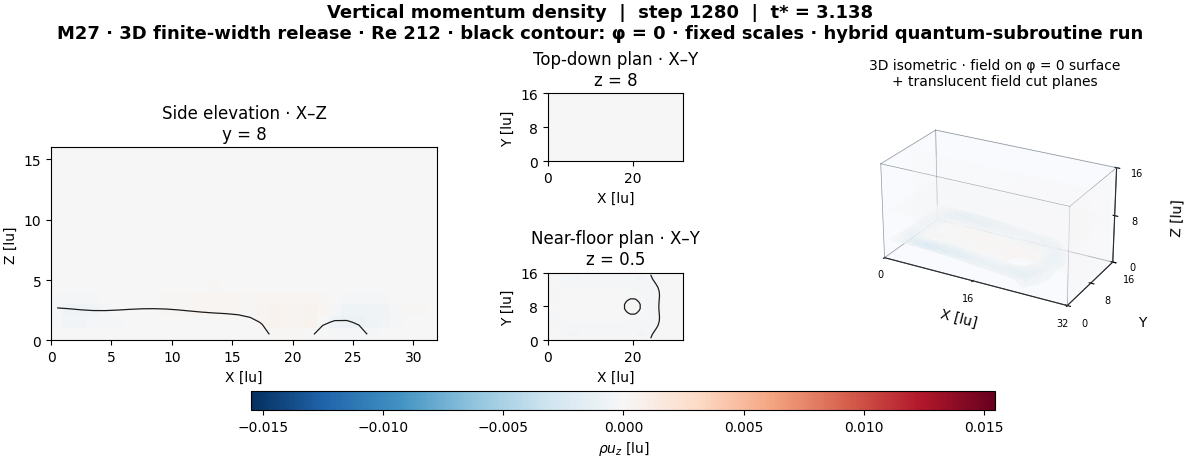 Vertical momentum density | step 1280 | t* = 3.138
M27 · 3D finite-width release · Re 212 · black contour: φ = 0 · fixed scales · hybrid quantum-subroutine run
Side elevation · X–Z
y = 8
15
10
5
0
Z [lu]
0 5 10 15 20 25 30
X [lu]
Top-down plan · X–Y
z = 8
16
8
0
Y [lu]
0 20
X [lu]
Near-floor plan · X–Y
z = 0.5
16
8
0
Y [lu]
0 20
X [lu]
3D isometric · field on φ = 0 surface
+ translucent field cut planes
16
8
0
Z [lu]
0
16
32
X [lu]
0
8
16
Y
−0.015 −0.010 −0.005 0.000 0.005 0.010 0.015
ρu_z [lu]